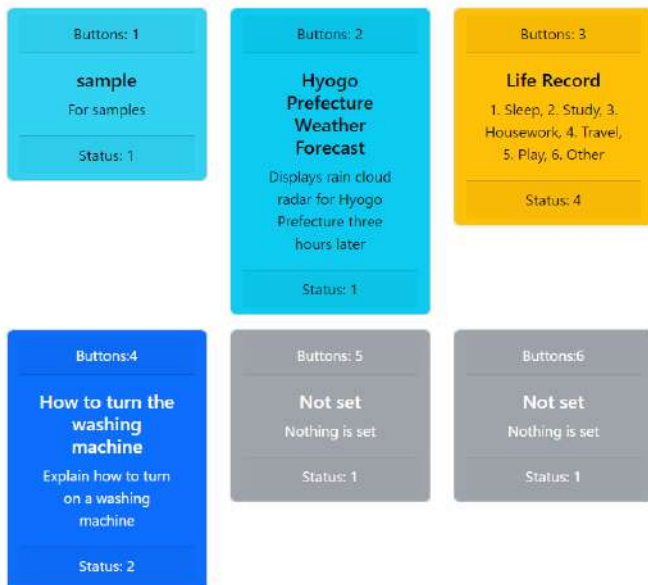 Buttons: 1
sample
For samples
Status: 1
Buttons: 2
Hyogo
Prefecture
Weather
Forecast
Displays rain cloud
radar for Hyogo
Prefecture three
hours later
Status: 1
Buttons: 3
Life Record
1. Sleep, 2. Study, 3.
Housework, 4. Travel,
5. Play, 6. Other
Status: 4
Buttons:4
How to turn the
washing
machine
Explain how to turn
on a washing
machine
Status: 2
Buttons: 5
Not set
Nothing is set
Status: 1
Buttons:6
Not set
Nothing is set
Status: 1